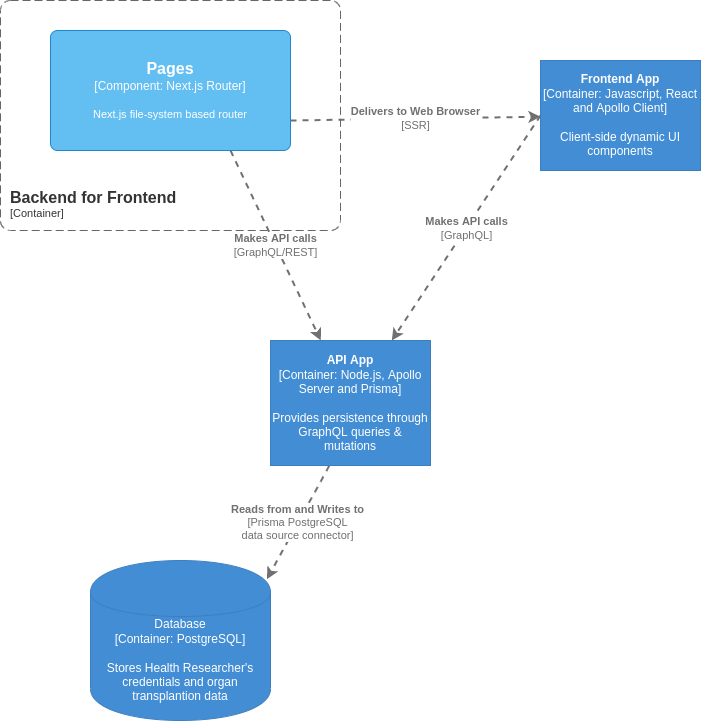 Pages
[Component: Next.js Router]
Next.js file-system based router
Backend for Frontend
[Container]
Delivers to Web Browser
[SSR]
Frontend App
[Container: Javascript, React
and Apollo Client]
Client-side dynamic UI
components
Makes API calls
[GraphQL/REST]
Makes API calls
[GraphQL]
API App
[Container: Node.js, Apollo
Server and Prisma]
Provides persistence through
GraphQL queries &
mutations
Reads from and Writes to
[Prisma PostgreSQL
data source connector]
Database
[Container: PostgreSQL]
Stores Health Researcher's
credentials and organ
transplantion data